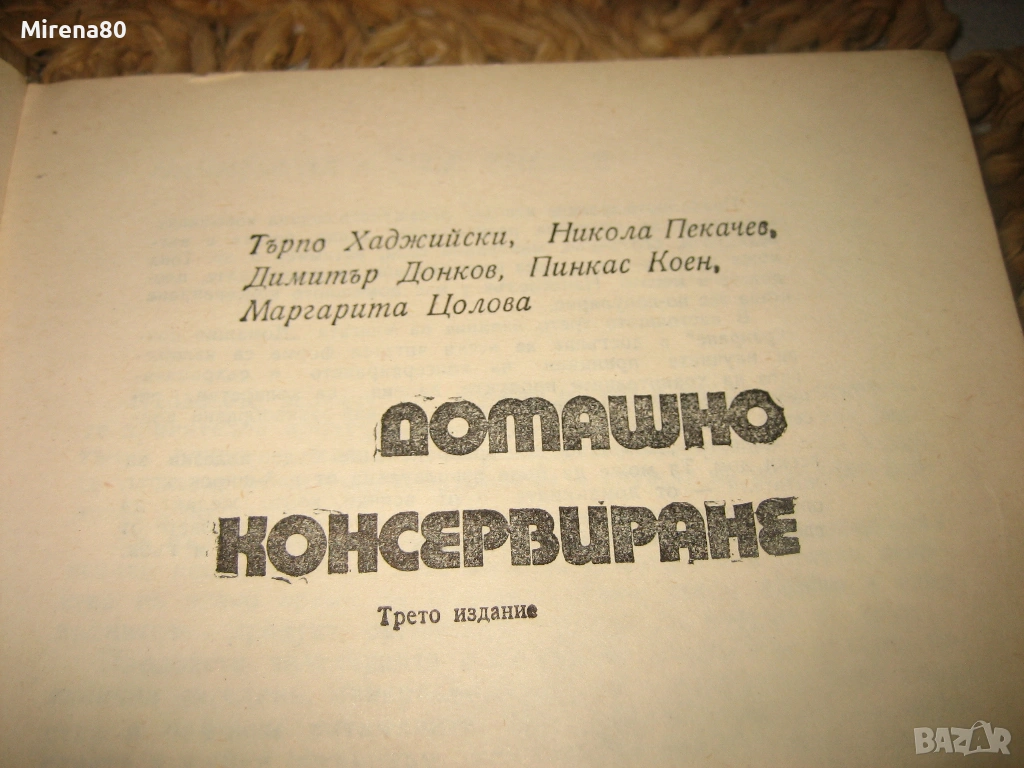 Mirena80
Търпо Хаджийски, Никола Пекачев,
Димитър Донков, Пинкас Коен,
Маргарита Цолова
ДОМАШНО
КОНСЕРВИРАНЕ
Трето издание
BAZAR